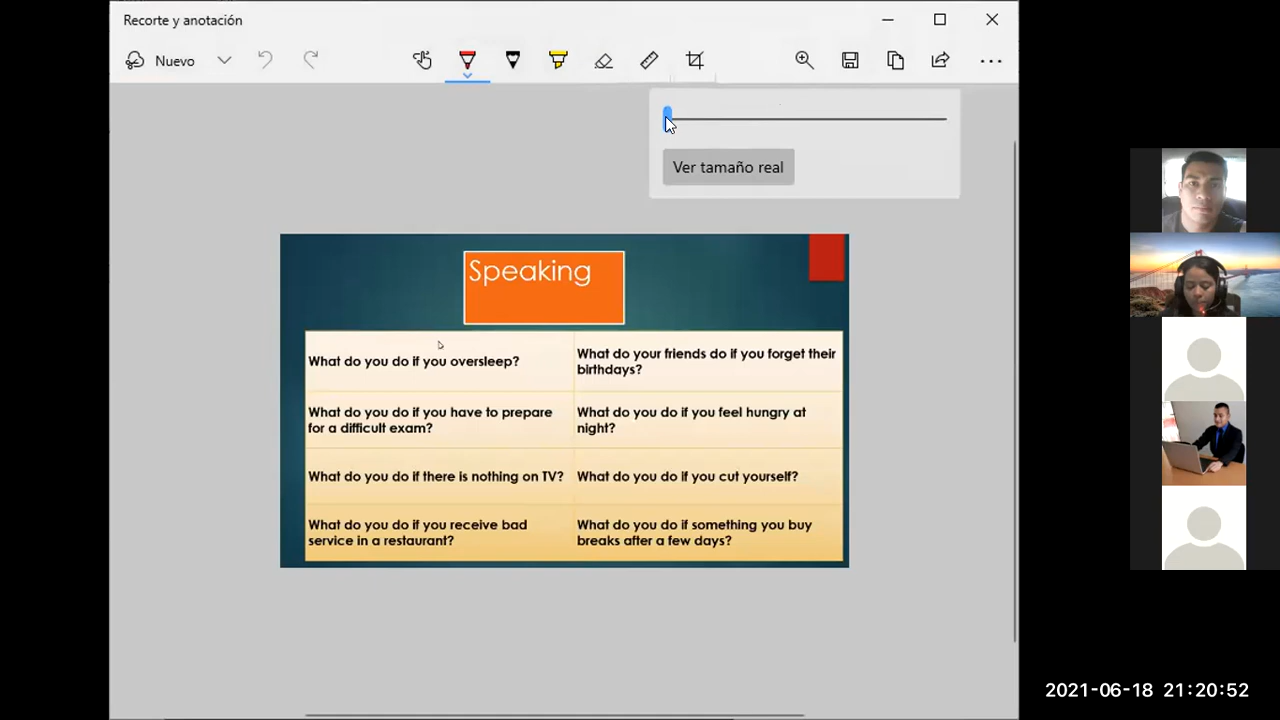 Recorte y anotación
Nuevo
Ver tamaño real
Speaking
What do you do if you oversleep?
What do your friends do if you forget their
birthdays?
What do you do if you have to prepare
for a difficult exam?
What do you do if you feel hungry at
night?
What do you do if there is nothing on TV?
What do you do if you cut yourself?
What do you do if you receive bad
service in a restaurant?
What do you do if something you buy
breaks after a few days?
2021-06-18 21:20:52